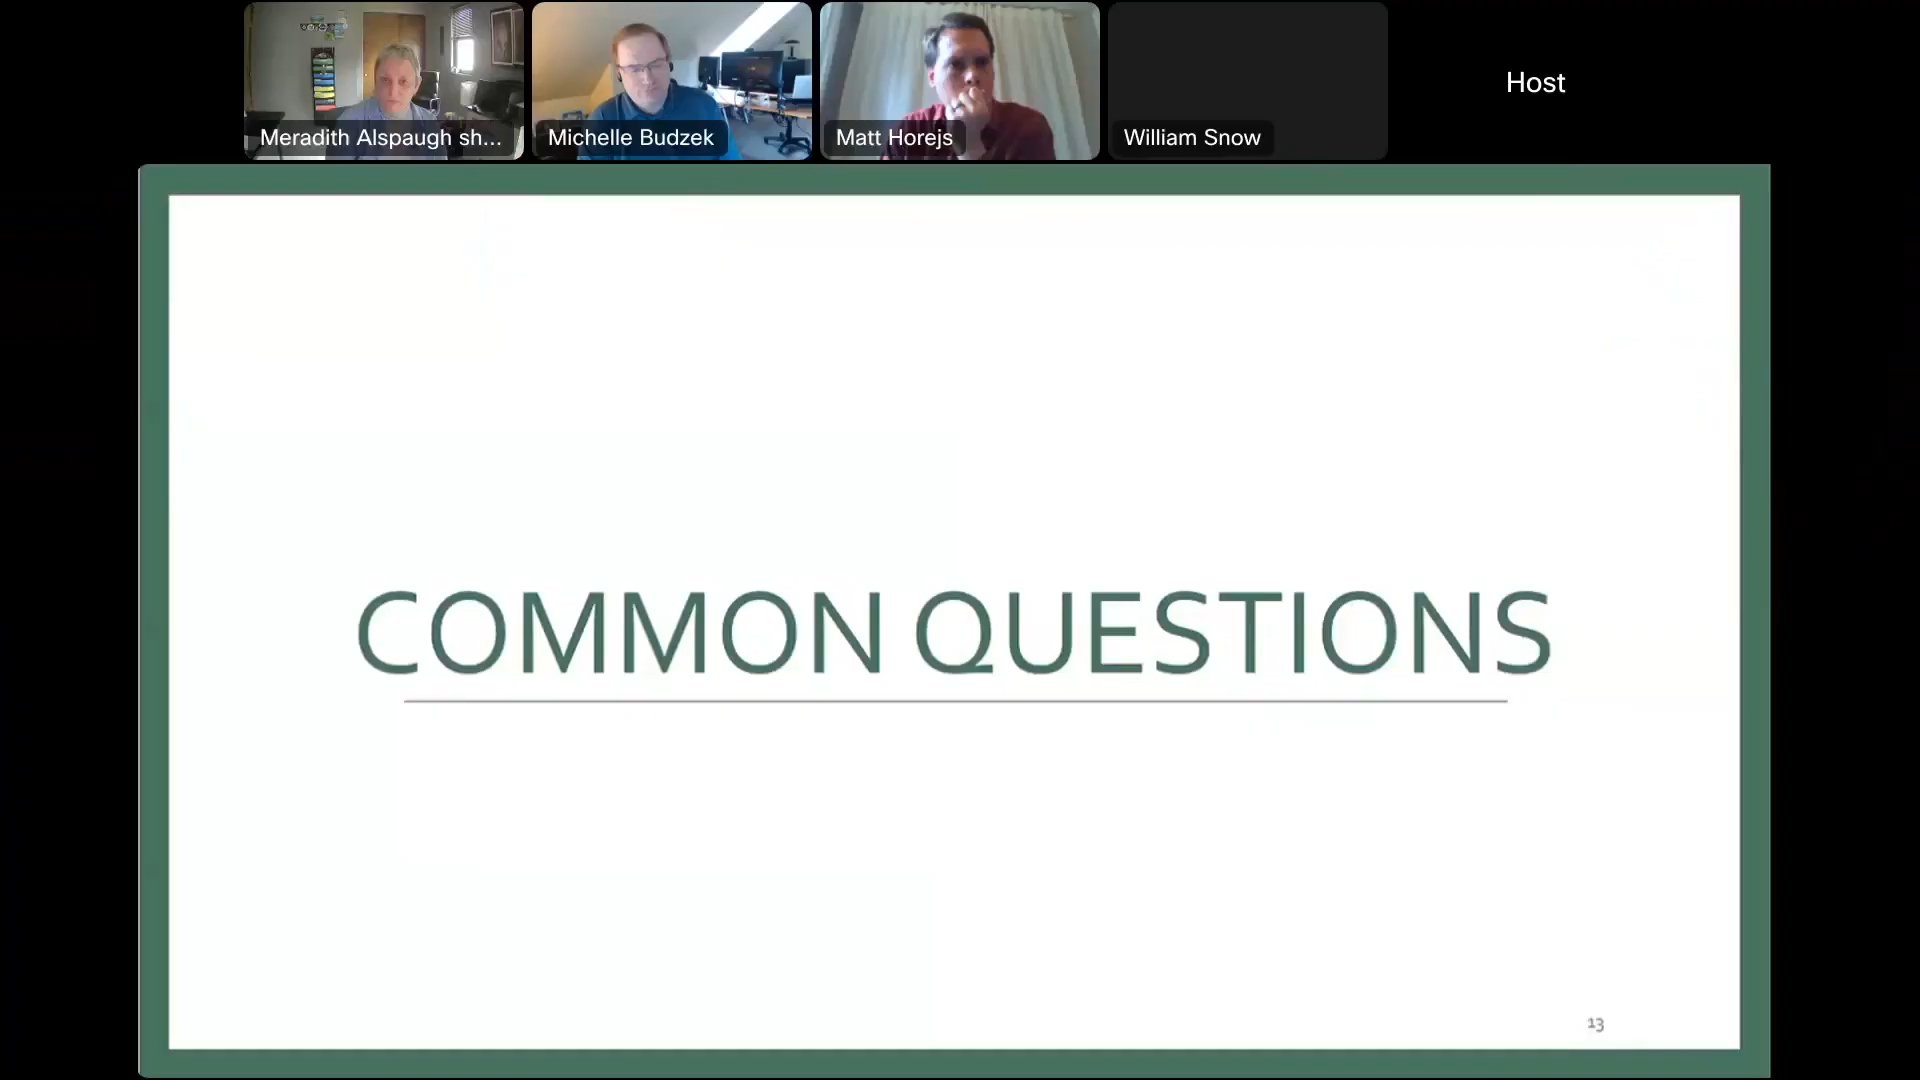 Meradith Alspaugh sh...
Michelle Budzek
Matt Horejs
William Snow
Host
COMMON QUESTIONS
13